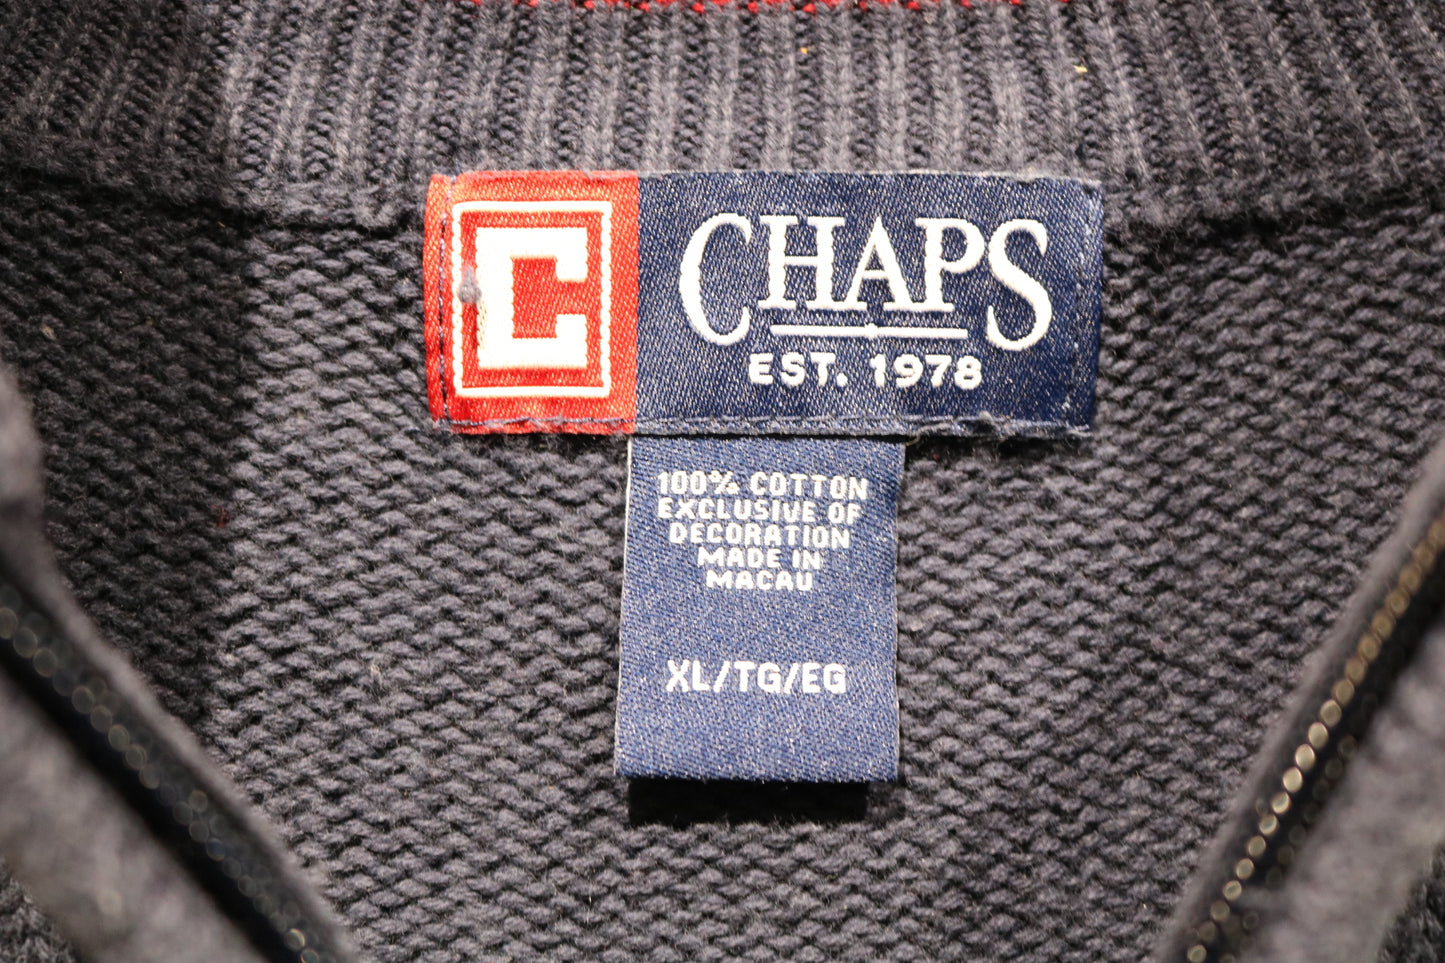 C
CHAPS
EST. 1978
100% COTTON
EXCLUSIVE OF
DECORATION
MADE IN
MACAU
XL/TG/EG